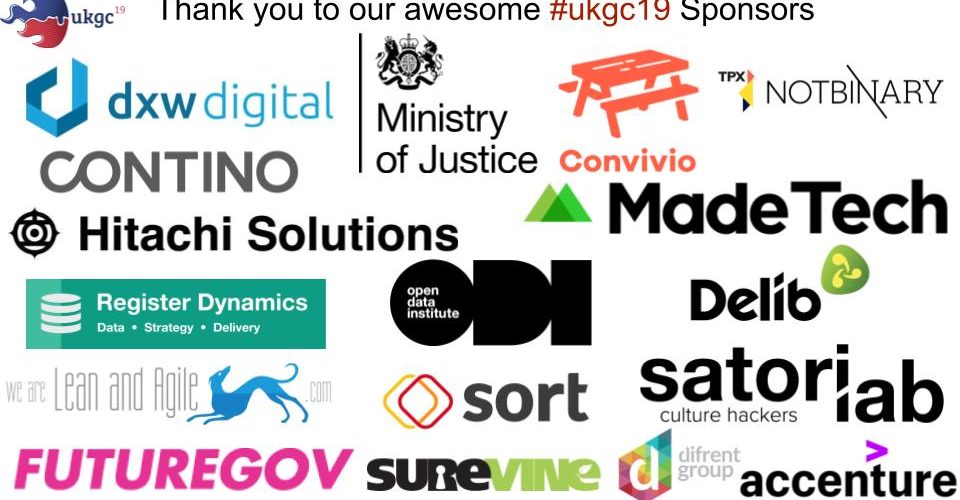 ukgc19
Thank you to our awesome #ukgc19 Sponsors
dxw digital
Ministry
of Justice
Convivio
TPX
NOTBINARY
CONTINO
Made Tech
Hitachi Solutions
Register Dynamics
Data • Strategy • Delivery
open
data
institute
ODI
Delib
we are Lean and Agile .com
sort
satori lab
culture hackers
FUTUREGOV
SUREVINE
d
difrent
group
>
accenture